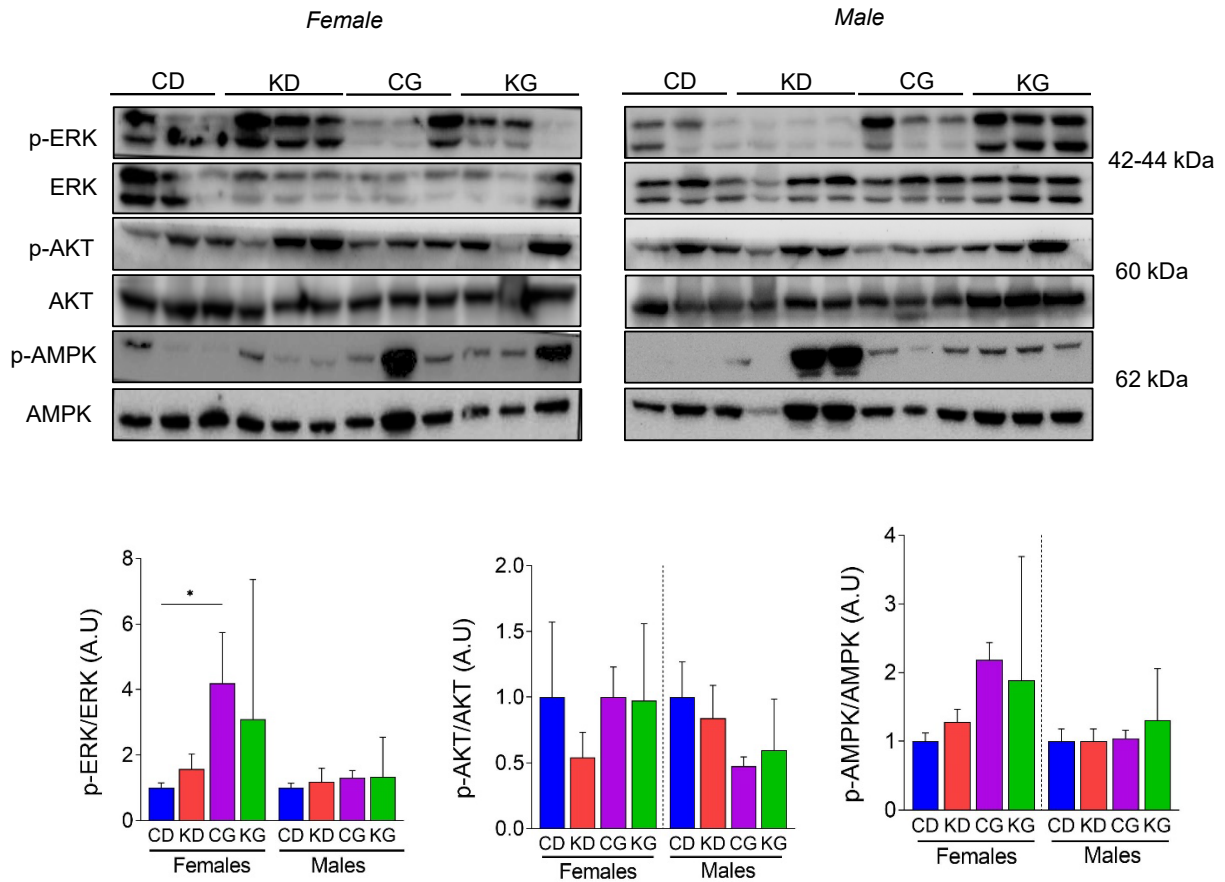 Female Male
CD KD CG KG CD KD CG KG
p-ERK
42-44 kDa
ERK
p-AKT
60 kDa
AKT
p-AMPK
62 kDa
AMPK
p-ERK/ERK (A.U)
8
6
4
2
0
*
CD KD CG KG CD KD CG KG
Females Males
p-AKT/AKT (A.U)
2.0
1.5
1.0
0.5
0.0
CD KD CG KG CD KD CG KG
Females Males
p-AMPK/AMPK (A.U)
4
3
2
1
0
CD KD CG KG CD KD CG KG
Females Males